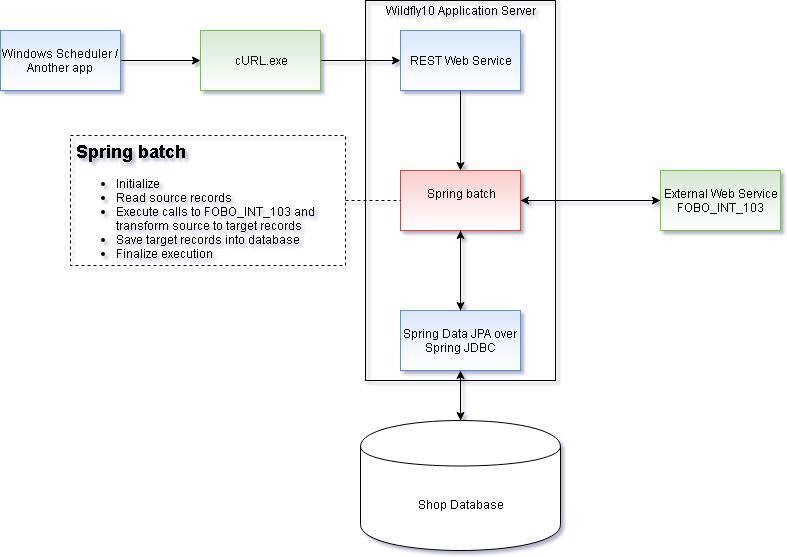 Wildfly10 Application Server
Windows Scheduler /
Another app
cURL.exe
REST Web Service
Spring batch
• Initialize
• Read source records
• Execute calls to FOBO_INT_103 and
transform source to target records
• Save target records into database
• Finalize execution
Spring batch
External Web Service
FOBO_INT_103
Spring Data JPA over
Spring JDBC
Shop Database